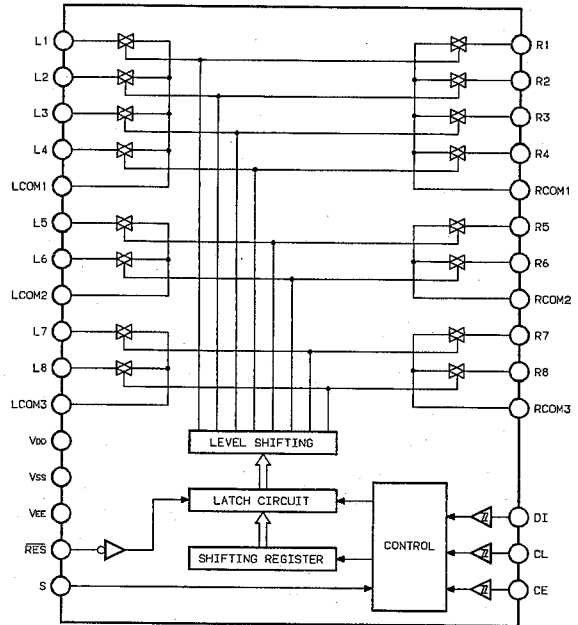 L1
L2
L3
L4
LCOM1
L5
L6
LCOM2
L7
L8
LCOM3
VDD
VSS
VEE
RES
S
R1
R2
R3
R4
RCOM1
R5
R6
RCOM2
R7
R8
RCOM3
DI
CL
CE
LEVEL SHIFTING
LATCH CIRCUIT
SHIFTING REGISTER
CONTROL